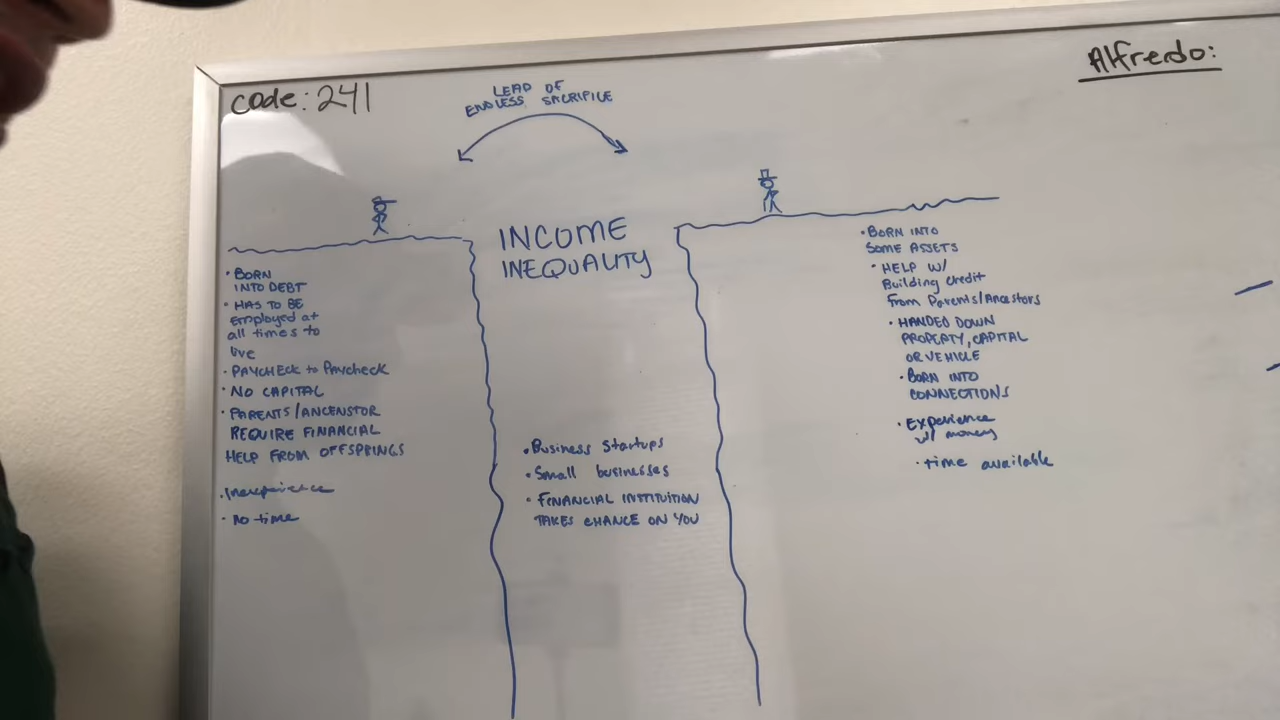 code: 241
Alfredo:
LEAD OF
ENDLESS SACRIFICE
INCOME
INEQUALITY
• BORN
INTO DEBT
• HAS TO BE
Employed at
all times to
live
• PAYCHECK to Paycheck
• NO CAPITAL
• PARENTS/ANCENSTOR
REQUIRE FINANCIAL
HELP FROM OFFSPRINGS
• Inexperience
• No time
• Business Startups
• Small businesses
• FINANCIAL INSTITUITION
TAKES CHANCE ON YOU
• BORN INTO
SOME ASSETS
• HELP W/
Building Credit
From Parents/Ancestors
• HANDED DOWN
PROPERTY, CAPITAL
OR VEHICLE
• BORN INTO
CONNECTIONS
• Experience
w/ money
• time available